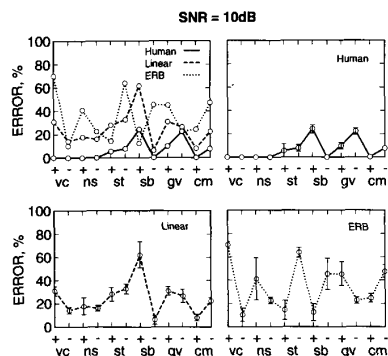 SNR = 10dB
ERROR, %
100
80
60
40
20
0
Human
Linear
ERB
+ - + - + - + - + - + -
vc ns st sb gv cm
Human
+ - + - + - + - + - + -
vc ns st sb gv cm
ERROR, %
100
80
60
40
20
0
Linear
+ - + - + - + - + - + -
vc ns st sb gv cm
ERB
+ - + - + - + - + - + -
vc ns st sb gv cm